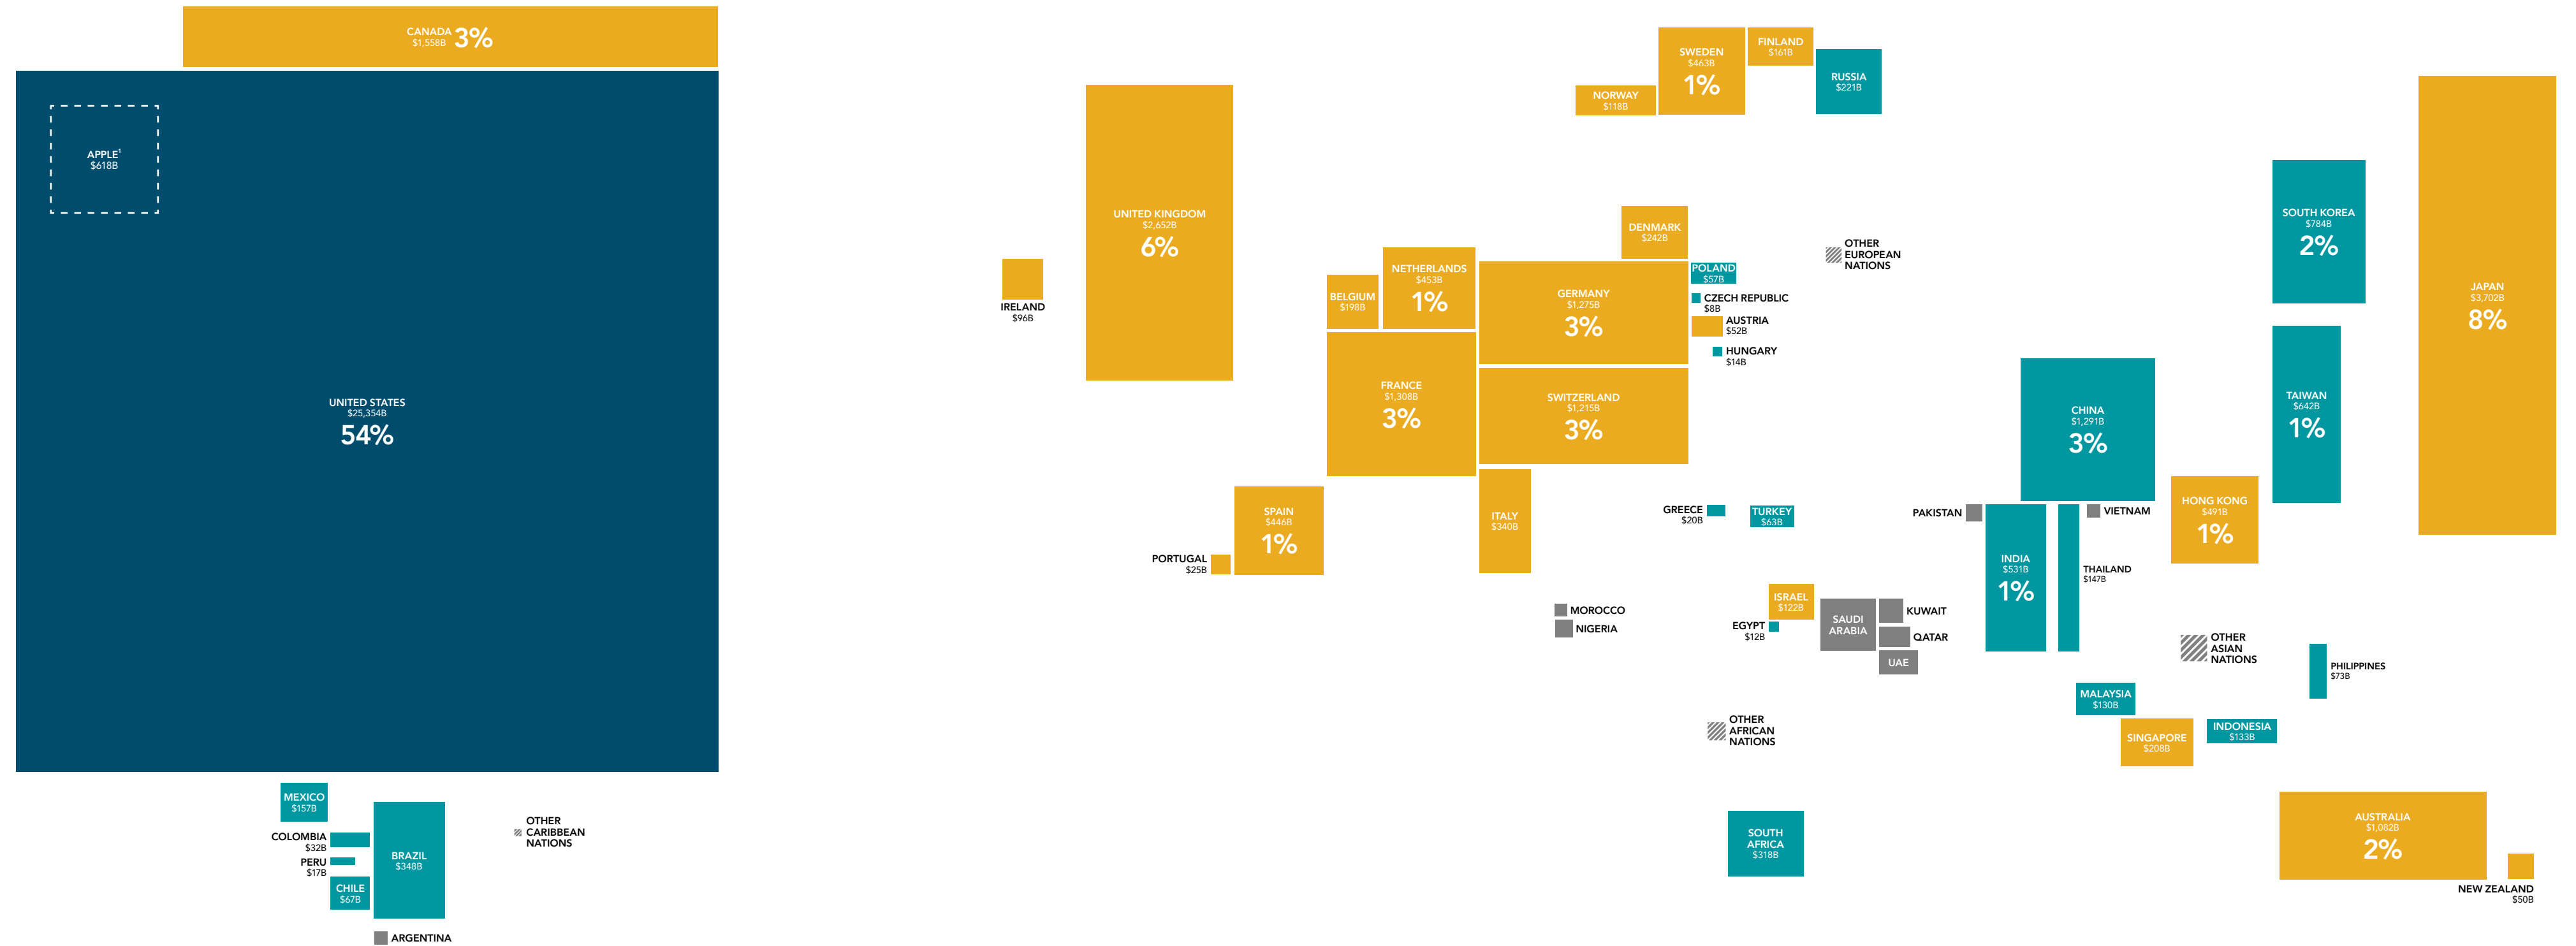 CANADA
$1,558B
3%
APPLE¹
$618B
UNITED STATES
$25,354B
54%
MEXICO
$157B
COLOMBIA
$32B
PERU
$17B
CHILE
$67B
BRAZIL
$348B
ARGENTINA
OTHER
CARIBBEAN
NATIONS
IRELAND
$96B
UNITED KINGDOM
$2,652B
6%
NORWAY
$118B
SWEDEN
$463B
1%
FINLAND
$161B
RUSSIA
$221B
DENMARK
$242B
BELGIUM
$198B
NETHERLANDS
$453B
1%
GERMANY
$1,275B
3%
POLAND
$57B
CZECH REPUBLIC
$8B
AUSTRIA
$52B
HUNGARY
$14B
OTHER
EUROPEAN
NATIONS
FRANCE
$1,308B
3%
SWITZERLAND
$1,215B
3%
SPAIN
$446B
1%
PORTUGAL
$25B
ITALY
$340B
GREECE
$20B
TURKEY
$63B
MOROCCO
NIGERIA
ISRAEL
$122B
EGYPT
$12B
SAUDI
ARABIA
KUWAIT
QATAR
UAE
OTHER
AFRICAN
NATIONS
SOUTH
AFRICA
$318B
CHINA
$1,291B
3%
PAKISTAN
INDIA
$531B
1%
VIETNAM
THAILAND
$147B
HONG KONG
$491B
1%
SOUTH KOREA
$784B
2%
TAIWAN
$642B
1%
JAPAN
$3,702B
8%
OTHER
ASIAN
NATIONS
PHILIPPINES
$73B
MALAYSIA
$130B
SINGAPORE
$208B
INDONESIA
$133B
AUSTRALIA
$1,082B
2%
NEW ZEALAND
$50B